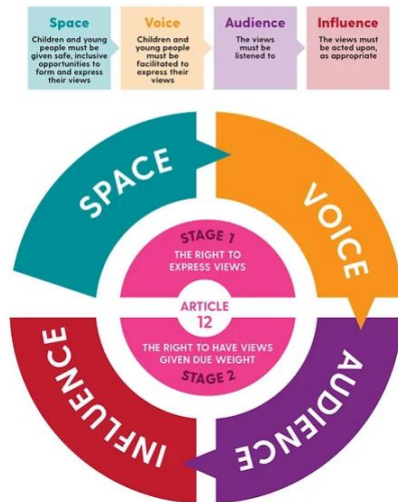 Space
Children and young
people must be
given safe, inclusive
opportunities to
form and express
their views
Voice
Children and
young people
must be
facilitated to
express their
views
Audience
The views
must be
listened to
Influence
The views must
be acted upon,
as appropriate
SPACE
VOICE
AUDIENCE
INFLUENCE
STAGE 1
THE RIGHT TO
EXPRESS VIEWS
ARTICLE
12
THE RIGHT TO HAVE VIEWS
GIVEN DUE WEIGHT
STAGE 2